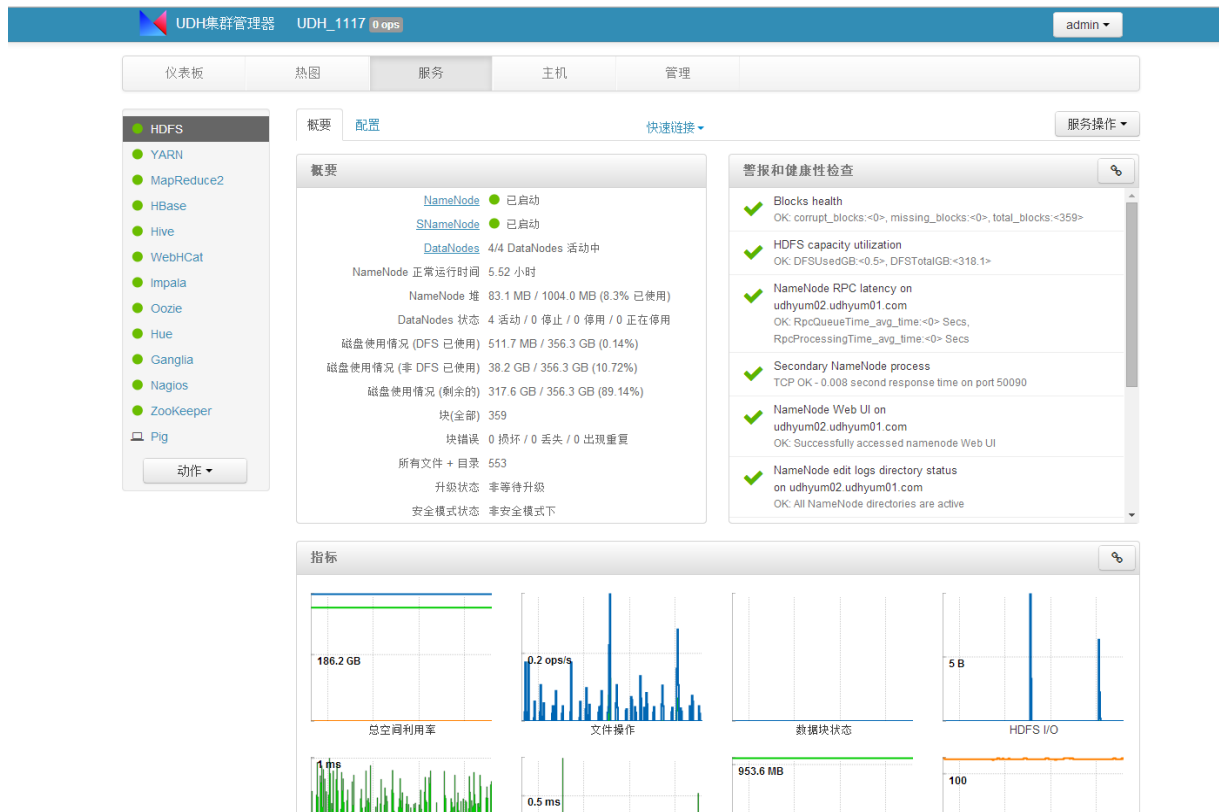 UDH集群管理器 UDH_1117 0 ops admin
仪表板 热图 服务 主机 管理
HDFS
YARN
MapReduce2
HBase
Hive
WebHCat
Impala
Oozie
Hue
Ganglia
Nagios
ZooKeeper
Pig
动作
概要 配置 快速链接 服务操作
概要
NameNode 已启动
SNameNode 已启动
DataNodes 4/4 DataNodes 活动中
NameNode 正常运行时间 5.52 小时
NameNode 堆 83.1 MB / 1004.0 MB (8.3% 已使用)
DataNodes 状态 4 活动 / 0 停止 / 0 停用 / 0 正在停用
磁盘使用情况 (DFS 已使用) 511.7 MB / 356.3 GB (0.14%)
磁盘使用情况 (非 DFS 已使用) 38.2 GB / 356.3 GB (10.72%)
磁盘使用情况 (剩余的) 317.6 GB / 356.3 GB (89.14%)
块(全部) 359
块错误 0 损坏 / 0 丢失 / 0 出现重复
所有文件 + 目录 553
升级状态 非等待升级
安全模式状态 非安全模式下
警报和健康性检查
Blocks health
OK: corrupt_blocks:<0>, missing_blocks:<0>, total_blocks:<359>
HDFS capacity utilization
OK: DFSUsedGB:<0.5>, DFSTotalGB:<318.1>
NameNode RPC latency on
udhyum02.udhyum01.com
OK: RpcQueueTime_avg_time:<0> Secs,
RpcProcessingTime_avg_time:<0> Secs
Secondary NameNode process
TCP OK - 0.008 second response time on port 50090
NameNode Web UI on
udhyum02.udhyum01.com
OK: Successfully accessed namenode Web UI
NameNode edit logs directory status
on udhyum02.udhyum01.com
OK: All NameNode directories are active
指标
186.2 GB
总空间利用率
0.2 ops/s
文件操作
数据块状态
5 B
HDFS I/O
1 ms
0.5 ms
953.6 MB
100